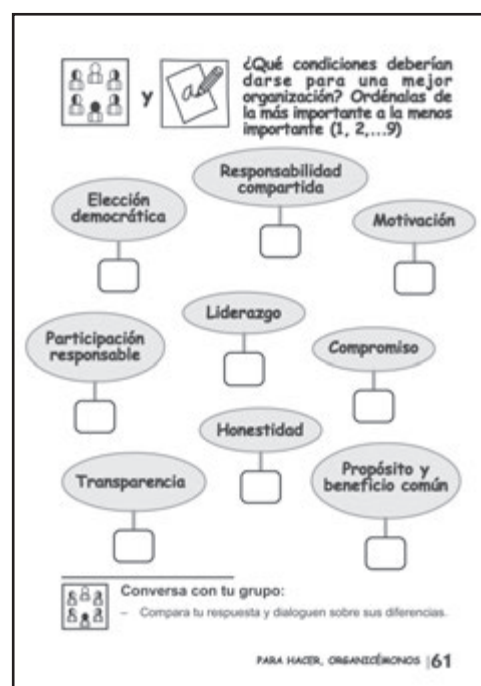 y
¿Qué condiciones deberían
darse para una mejor
organización? Ordénalas de
la más importante a la menos
importante (1, 2,...9)
Responsabilidad
compartida
Elección
democrática
Motivación
Liderazgo
Participación
responsable
Compromiso
Honestidad
Transparencia
Propósito y
beneficio común
Conversa con tu grupo:
– Compara tu respuesta y dialoguen sobre sus diferencias.
PARA HACER, ORGANICÉMONOS |61